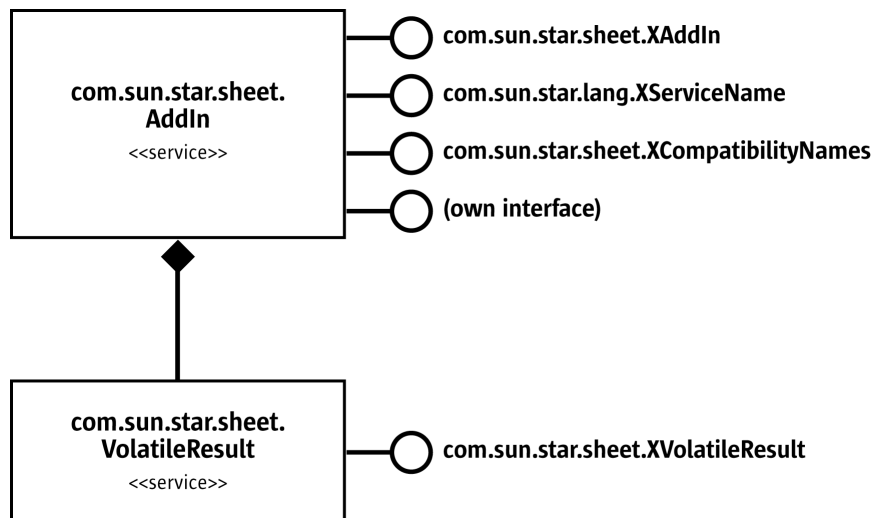 com.sun.star.sheet.
AddIn
<<service>>
com.sun.star.sheet.XAddIn
com.sun.star.lang.XServiceName
com.sun.star.sheet.XCompatibilityNames
(own interface)
com.sun.star.sheet.
VolatileResult
<<service>>
com.sun.star.sheet.XVolatileResult